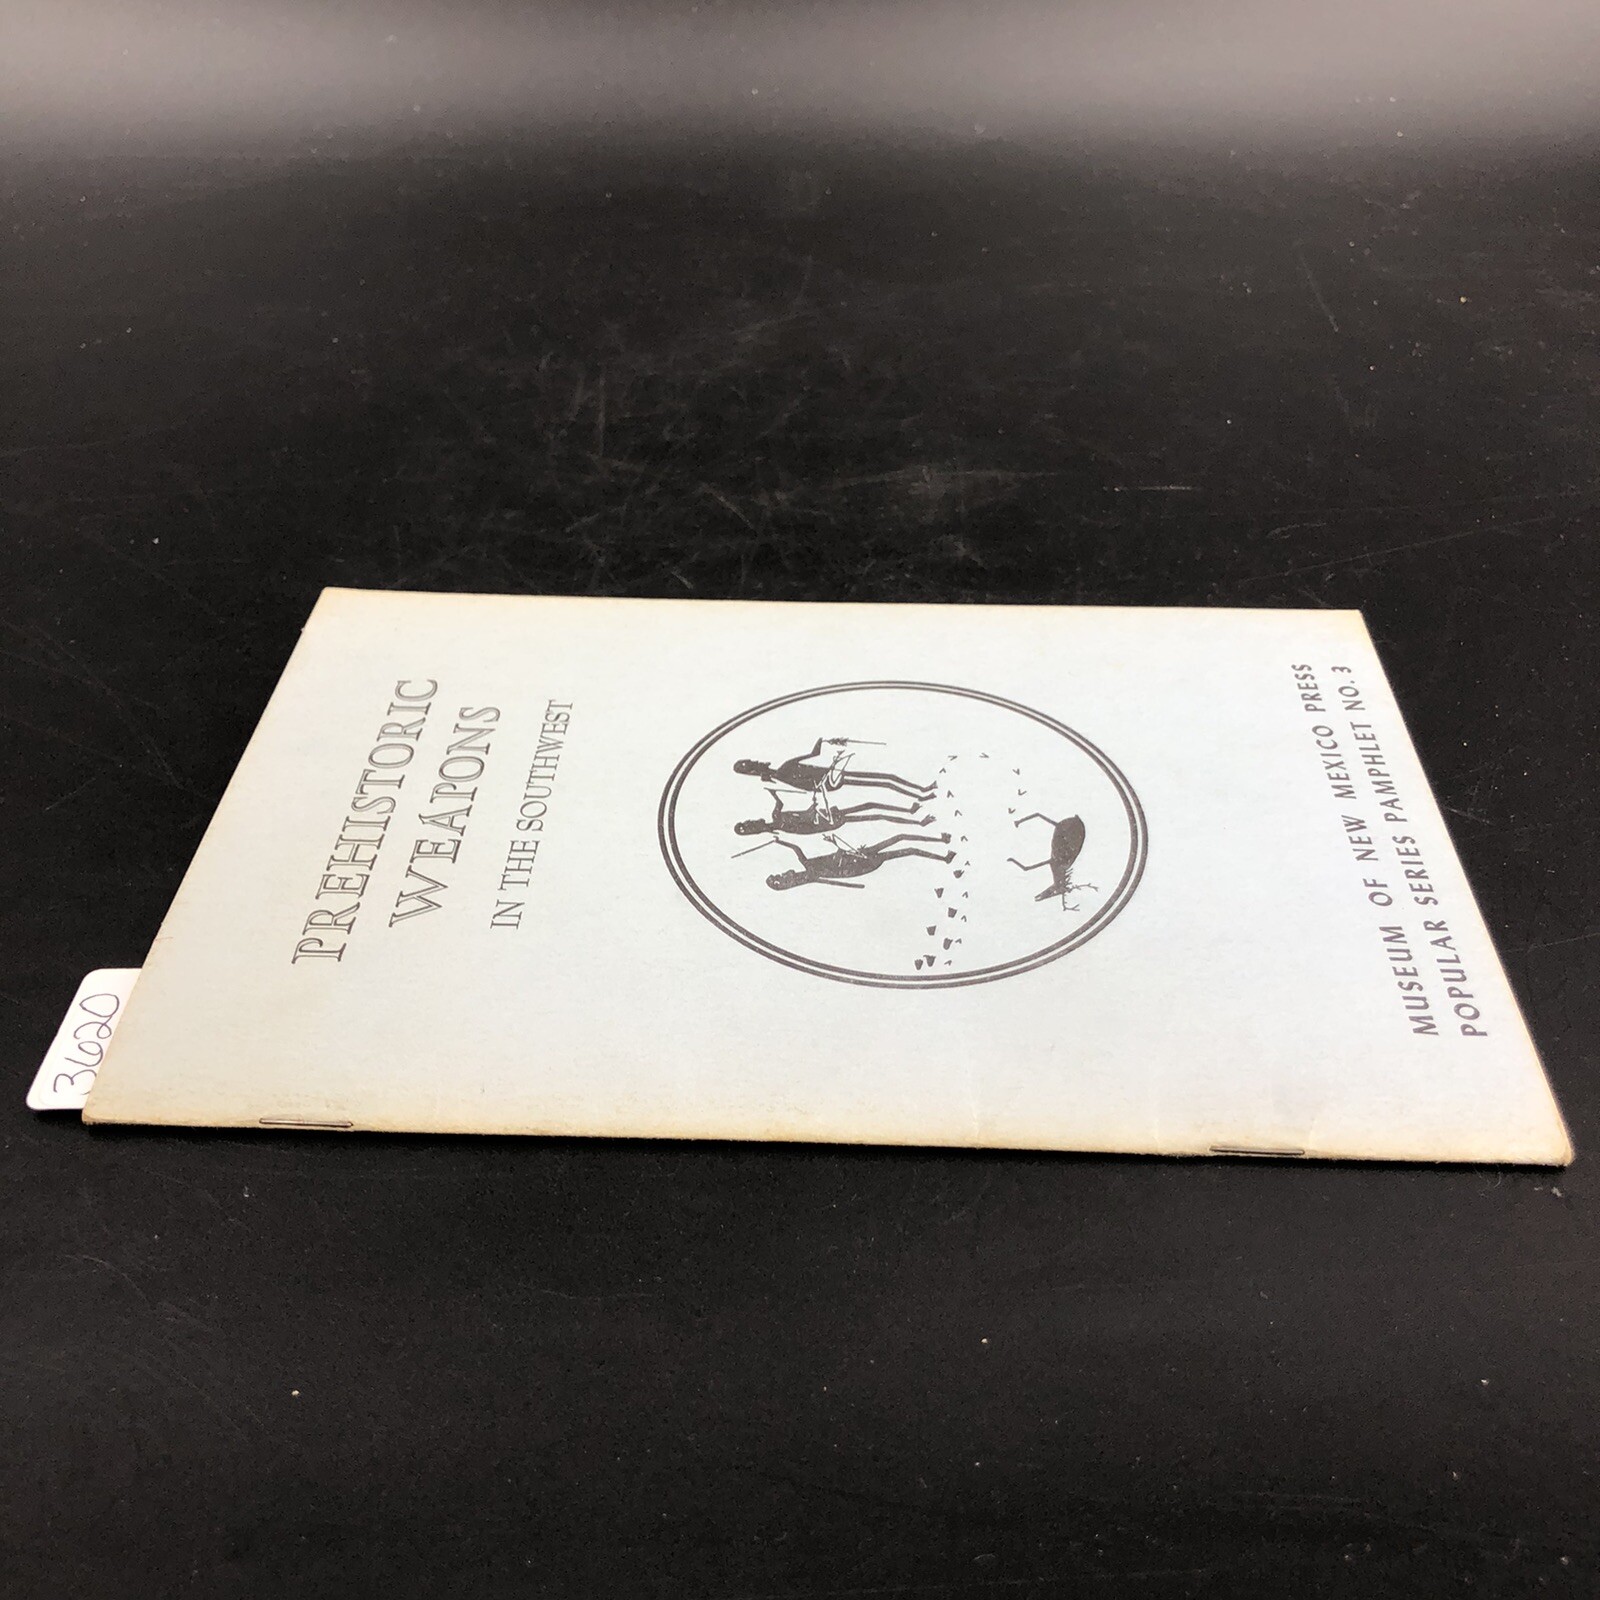 PREHISTORIC
WEAPONS
IN THE SOUTHWEST
MUSEUM OF NEW MEXICO PRESS
POPULAR SERIES PAMPHLET NO. 3
3620